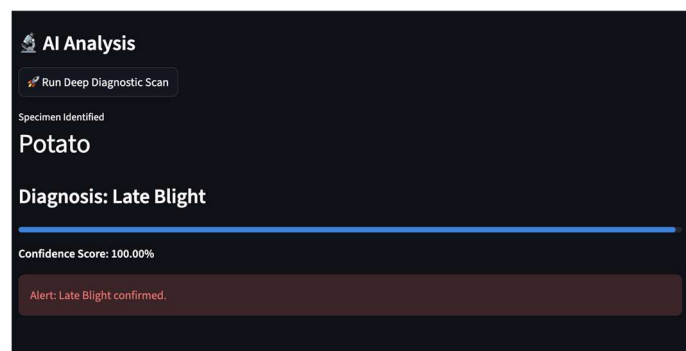 🔬 AI Analysis
🚀 Run Deep Diagnostic Scan
Specimen Identified
Potato
Diagnosis: Late Blight
Confidence Score: 100.00%
Alert: Late Blight confirmed.